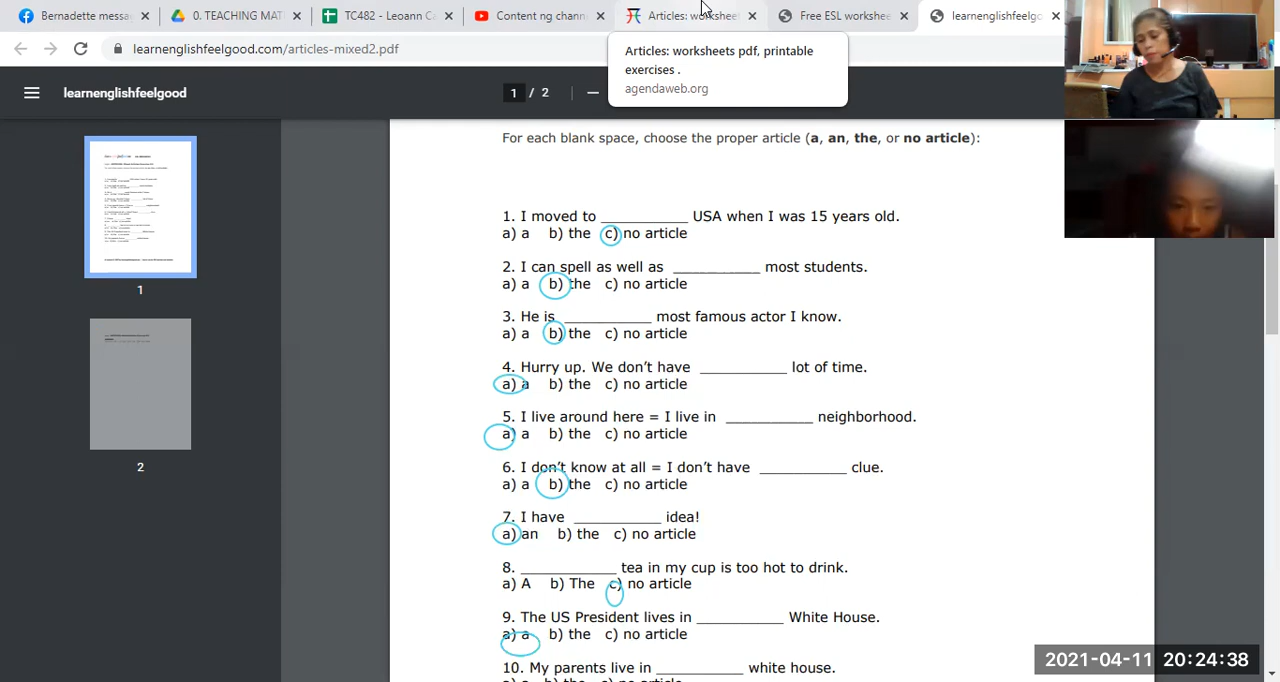 Bernadette messa
0. TEACHING MAT
TC482 - Leoann Ca
Content ng chann
Articles: workshee
Free ESL workshee
learnenglishfeelgo
learnenglishfeelgood.com/articles-mixed2.pdf
Articles: worksheets pdf, printable
exercises .
agendaweb.org
learnenglishfeelgood
1 / 2
For each blank space, choose the proper article (a, an, the, or no article):
1. I moved to ___________ USA when I was 15 years old.
a) a b) the c) no article
2. I can spell as well as ___________ most students.
a) a b) the c) no article
3. He is ___________ most famous actor I know.
a) a b) the c) no article
4. Hurry up. We don't have ___________ lot of time.
a) a b) the c) no article
5. I live around here = I live in ___________ neighborhood.
a) a b) the c) no article
6. I don't know at all = I don't have ___________ clue.
a) a b) the c) no article
7. I have ___________ idea!
a) an b) the c) no article
8. ____________ tea in my cup is too hot to drink.
a) A b) The c) no article
9. The US President lives in ___________ White House.
a) a b) the c) no article
10. My parents live in ___________ white house.
a) a b) the c) no article
1
2
2021-04-11 20:24:38